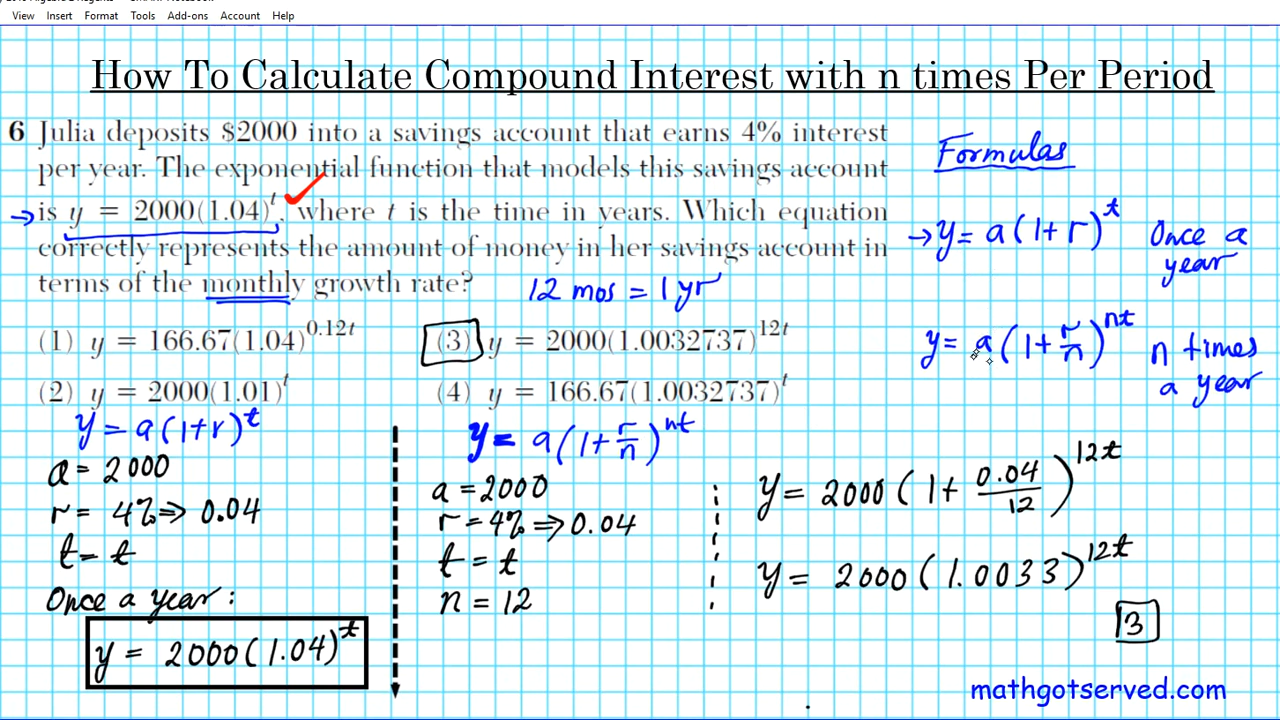 View Insert Format Tools Add-ons Account Help
How To Calculate Compound Interest with n times Per Period
6 Julia deposits $2000 into a savings account that earns 4% interest
per year. The exponential function that models this savings account
→ is y = 2000(1.04)^t, where t is the time in years. Which equation
correctly represents the amount of money in her savings account in
terms of the monthly growth rate?
12 mos = 1 yr
(1) y = 166.67(1.04)^0.12t
(3) y = 2000(1.0032737)^12t
(2) y = 2000(1.01)^t
(4) y = 166.67(1.0032737)^t
Formulas
→ y = a(1+r)^t Once a
year
y = a(1+r/n)^nt n times
a year
y = a(1+r)^t
a = 2000
r = 4% ⇒ 0.04
t = t
Once a year:
y = 2000(1.04)^t
y = a(1+r/n)^nt
a = 2000
r = 4% ⇒ 0.04
t = t
n = 12
y = 2000(1+0.04/12)^12t
y = 2000(1.0033)^12t
3
mathgotserved.com